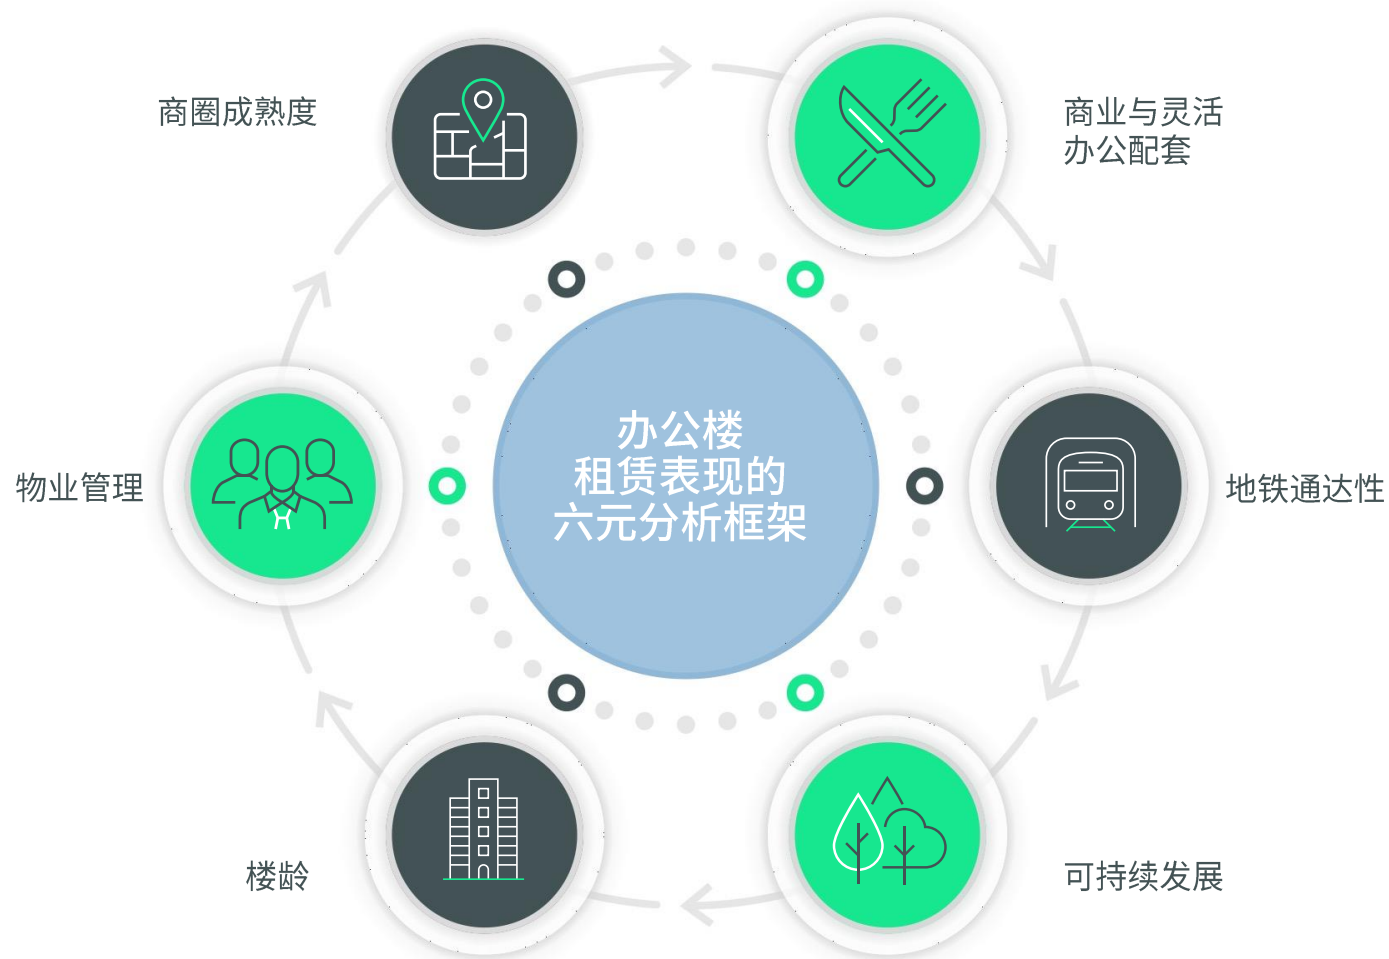 商圈成熟度
商业与灵活
办公配套
办公楼
租赁表现的
六元分析框架
物业管理
地铁通达性
楼龄
可持续发展